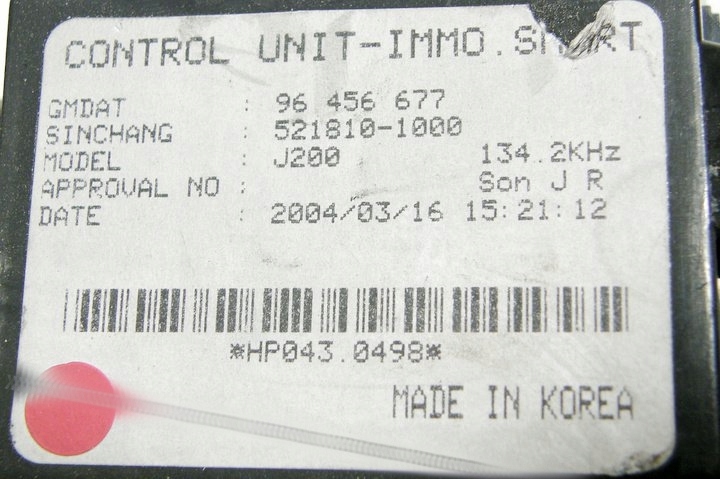 CONTROL UNIT-IMMO.SMART
GMDAT : 96 456 677
SINCHANG : 521810-1000
MODEL : J200 134.2KHz
APPROVAL NO : Son J R
DATE : 2004/03/16 15:21:12
*HP043.0498*
MADE IN KOREA